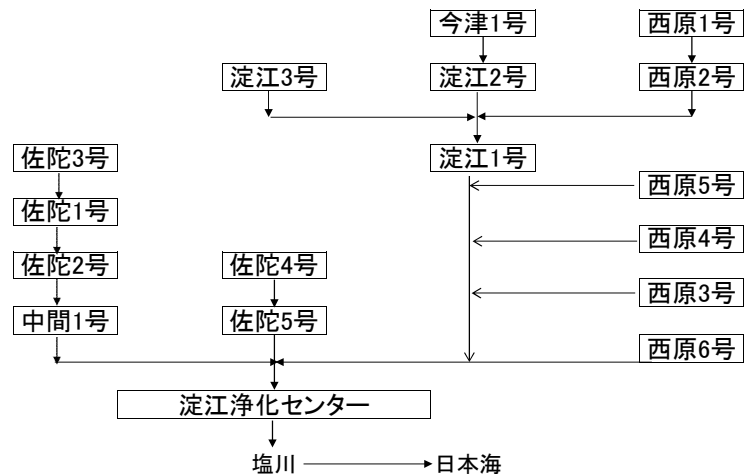 今津1号 西原1号
淀江3号 淀江2号 西原2号
佐陀3号 淀江1号
西原5号
佐陀1号
西原4号
佐陀2号 佐陀4号
西原3号
中間1号 佐陀5号
西原6号
淀江浄化センター
塩川 日本海